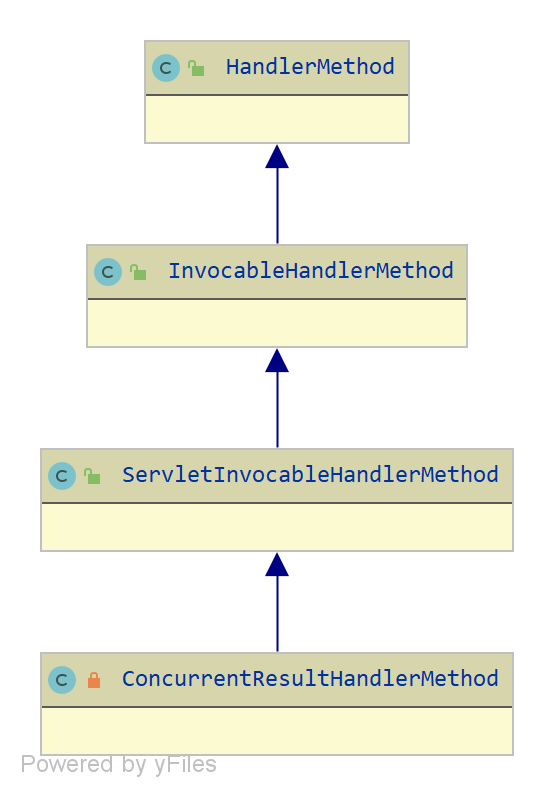 C HandlerMethod
C InvocableHandlerMethod
C ServletInvocableHandlerMethod
C ConcurrentResultHandlerMethod
Powered by yFiles